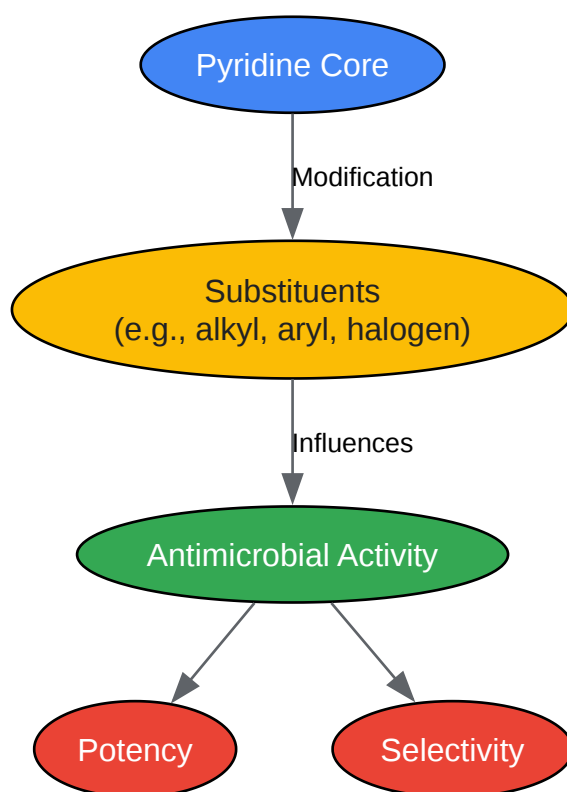 Pyridine Core
Modification
Substituents
(e.g., alkyl, aryl, halogen)
Influences
Antimicrobial Activity
Potency
Selectivity